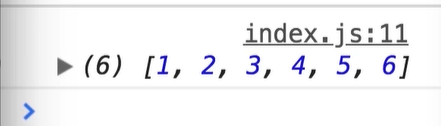 index.js:11
(6) [1, 2, 3, 4, 5, 6]